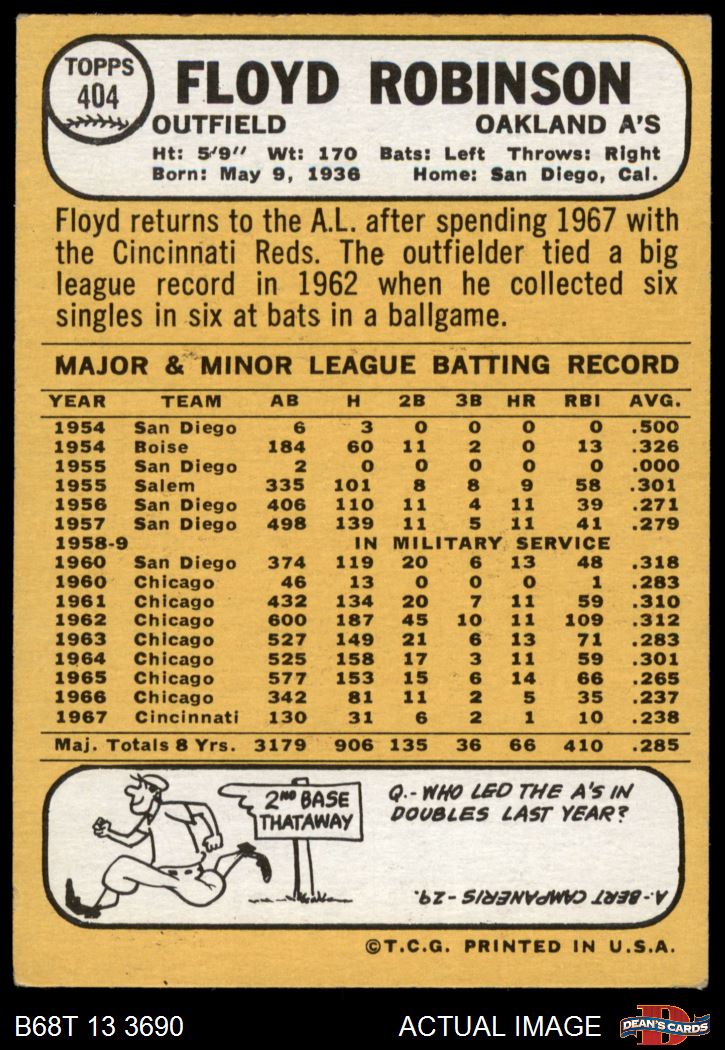 TOPPS
404
FLOYD ROBINSON
OUTFIELD OAKLAND A'S
Ht: 5'9" Wt: 170 Bats: Left Throws: Right
Born: May 9, 1936 Home: San Diego, Cal.
Floyd returns to the A.L. after spending 1967 with
the Cincinnati Reds. The outfielder tied a big
league record in 1962 when he collected six
singles in six at bats in a ballgame.
MAJOR & MINOR LEAGUE BATTING RECORD
YEAR TEAM AB H 2B 3B HR RBI AVG.
1954 San Diego 6 3 0 0 0 0 .500
1954 Boise 184 60 11 2 0 13 .326
1955 San Diego 2 0 0 0 0 0 .000
1955 Salem 335 101 8 8 9 58 .301
1956 San Diego 406 110 11 4 11 39 .271
1957 San Diego 498 139 11 5 11 41 .279
1958-9 IN MILITARY SERVICE
1960 San Diego 374 119 20 6 13 48 .318
1960 Chicago 46 13 0 0 0 1 .283
1961 Chicago 432 134 20 7 11 59 .310
1962 Chicago 600 187 45 10 11 109 .312
1963 Chicago 527 149 21 6 13 71 .283
1964 Chicago 525 158 17 3 11 59 .301
1965 Chicago 577 153 15 6 14 66 .265
1966 Chicago 342 81 11 2 5 35 .237
1967 Cincinnati 130 31 6 2 1 10 .238
Maj. Totals 8 Yrs. 3179 906 135 36 66 410 .285
2ND BASE
THATAWAY
Q.-WHO LED THE A'S IN
DOUBLES LAST YEAR?
A.-BERT CAMPANERIS-29.
©T.C.G. PRINTED IN U.S.A.
B68T 13 3690 ACTUAL IMAGE
D
DEAN'S CARDS